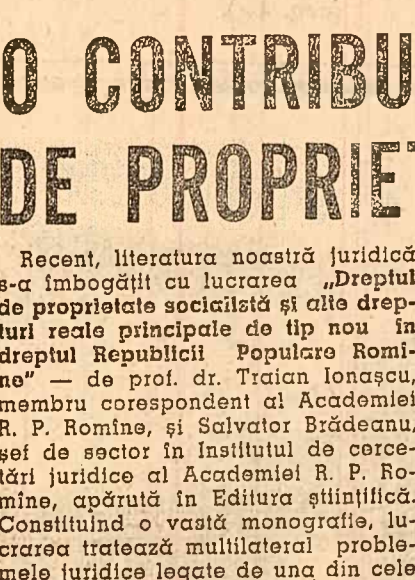 O CONTRIBU
DE PROPRIET
Recent, literatura noastră juridică
s-a îmbogățit cu lucrarea „Dreptul
de proprietate socialistă și alte drep-
turi reale principale de tip nou în
dreptul Republicii Populare Romî-
ne" — de prof. dr. Traian Ionașcu,
membru corespondent al Academiei
R. P. Romîne, și Salvator Brădeanu,
șef de sector în Institutul de cerce-
tări juridice al Academiei R. P. Ro-
mîne, apărută în Editura științifică.
Constituind o vastă monografie, lu-
crarea tratează multilateral proble-
mele juridice legate de una din cele